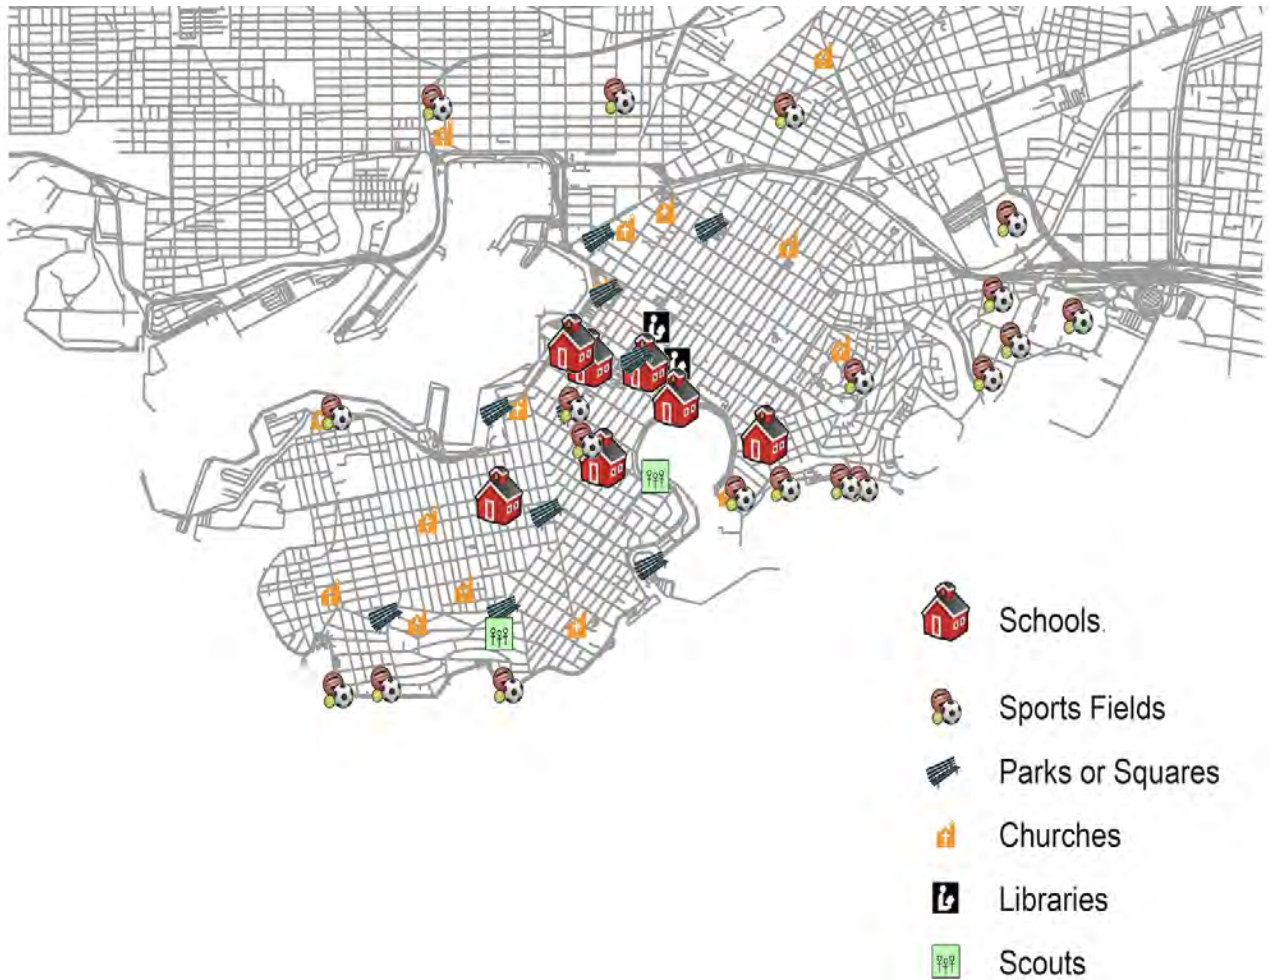 Schools.
Sports Fields
Parks or Squares
Churches
Libraries
Scouts